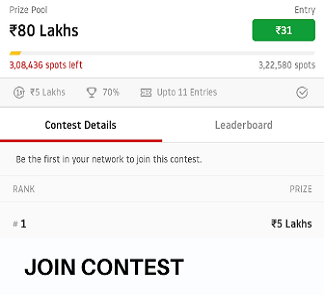 Prize Pool Entry
₹80 Lakhs ₹31
3,08,436 spots left 3,22,580 spots
1st ₹5 Lakhs 70% Upto 11 Entries
Contest Details Leaderboard
Be the first in your network to join this contest.
RANK PRIZE
# 1 ₹5 Lakhs
JOIN CONTEST